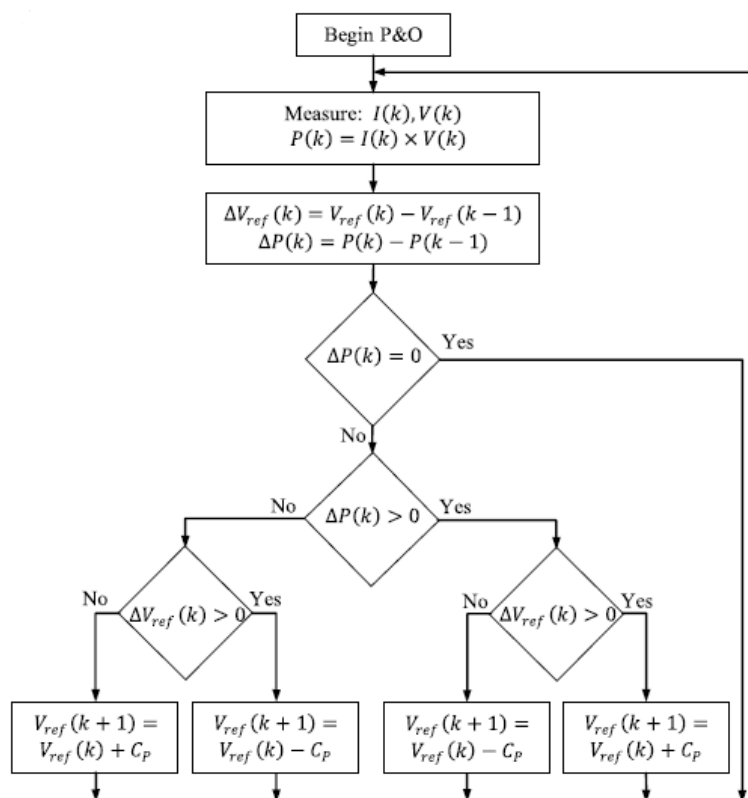 Begin P&O
Measure: I(k),V(k)
P(k) = I(k) × V(k)
ΔV_ref(k) = V_ref(k) − V_ref(k − 1)
ΔP(k) = P(k) − P(k − 1)
ΔP(k) = 0
Yes
No
ΔP(k) > 0
No
Yes
ΔV_ref(k) > 0
No
Yes
ΔV_ref(k) > 0
No
Yes
V_ref(k + 1) =
V_ref(k) + C_P
V_ref(k + 1) =
V_ref(k) − C_P
V_ref(k + 1) =
V_ref(k) − C_P
V_ref(k + 1) =
V_ref(k) + C_P